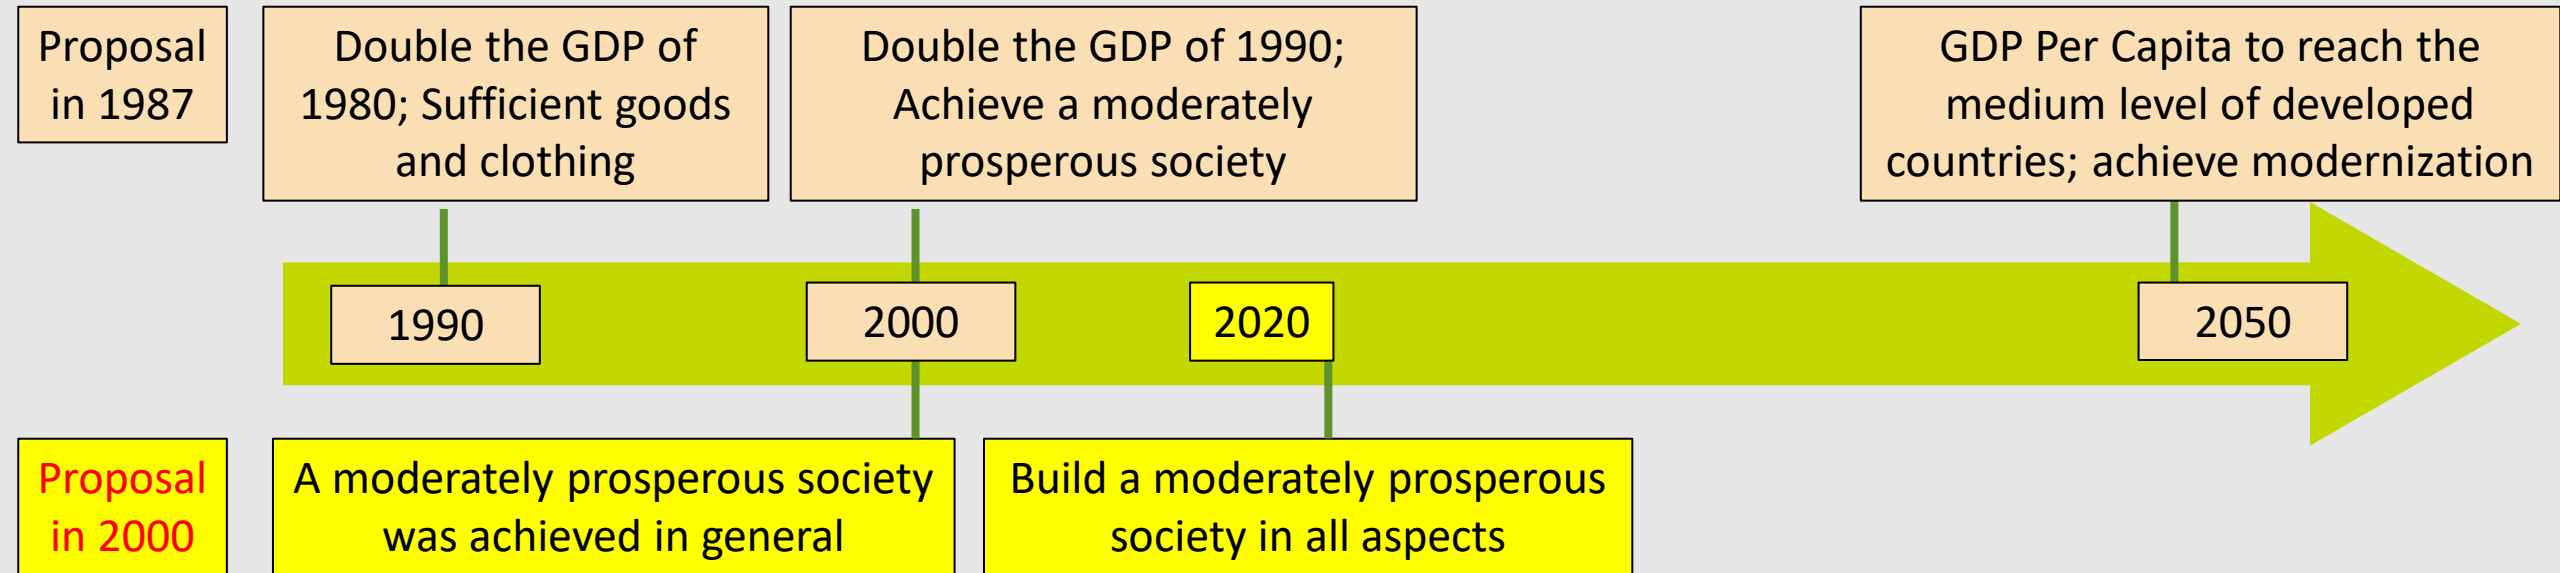 Proposal
in 1987
Double the GDP of
1980; Sufficient goods
and clothing
Double the GDP of 1990;
Achieve a moderately
prosperous society
GDP Per Capita to reach the
medium level of developed
countries; achieve modernization
1990
2000
2020
2050
Proposal
in 2000
A moderately prosperous society
was achieved in general
Build a moderately prosperous
society in all aspects